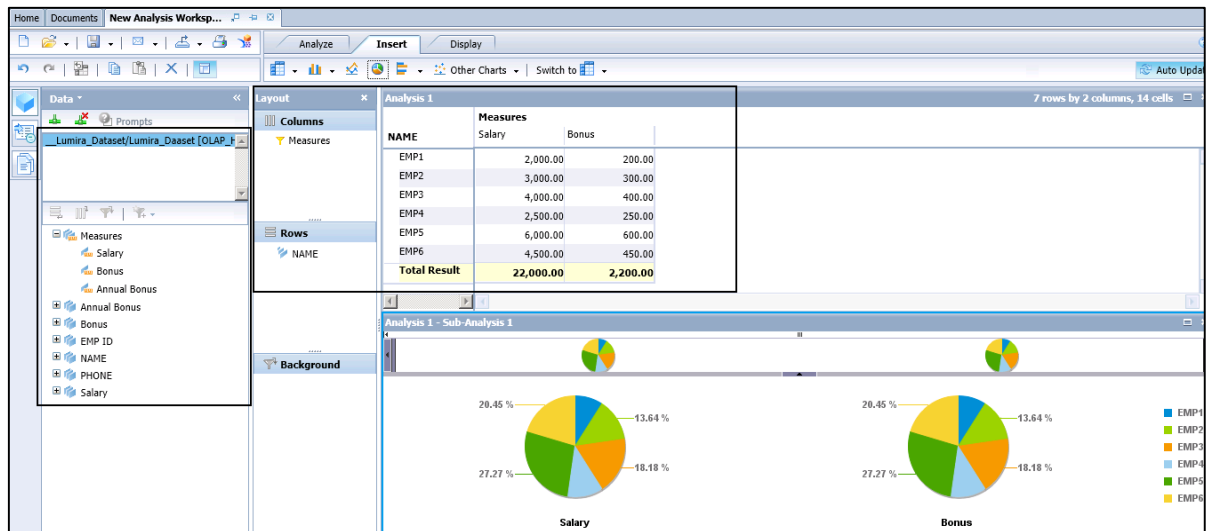 Home Documents New Analysis Worksp...
Analyze Insert Display
Other Charts Switch to Auto Updat
Data Layout Analysis 1 7 rows by 2 columns, 14 cells
Prompts
Columns
Measures
__Lumira_Dataset/Lumira_Daaset [OLAP_H
Measures
NAME Salary Bonus
EMP1 2,000.00 200.00
EMP2 3,000.00 300.00
EMP3 4,000.00 400.00
EMP4 2,500.00 250.00
EMP5 6,000.00 600.00
EMP6 4,500.00 450.00
Total Result 22,000.00 2,200.00
Rows
NAME
Measures
Salary
Bonus
Annual Bonus
Annual Bonus
Bonus
EMP ID
NAME
PHONE
Salary
Background
Analysis 1 - Sub-Analysis 1
20.45 % 13.64 %
27.27 % 18.18 %
Salary
20.45 % 13.64 %
27.27 % 18.18 %
Bonus
EMP1
EMP2
EMP3
EMP4
EMP5
EMP6